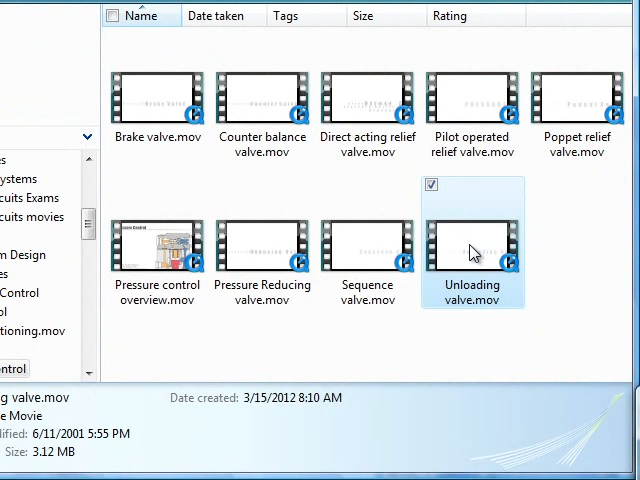 Name Date taken Tags Size Rating
Brake valve.mov
Counter balance
valve.mov
Direct acting relief
valve.mov
Pilot operated
relief valve.mov
Poppet relief
valve.mov
es
ystems
cuits Exams
cuits movies
m Design
es
Control
ol
tioning.mov
ontrol
Pressure control
overview.mov
Pressure Reducing
valve.mov
Sequence
valve.mov
Unloading
valve.mov
g valve.mov Date created: 3/15/2012 8:10 AM
e Movie
dified: 6/11/2001 5:55 PM
Size: 3.12 MB